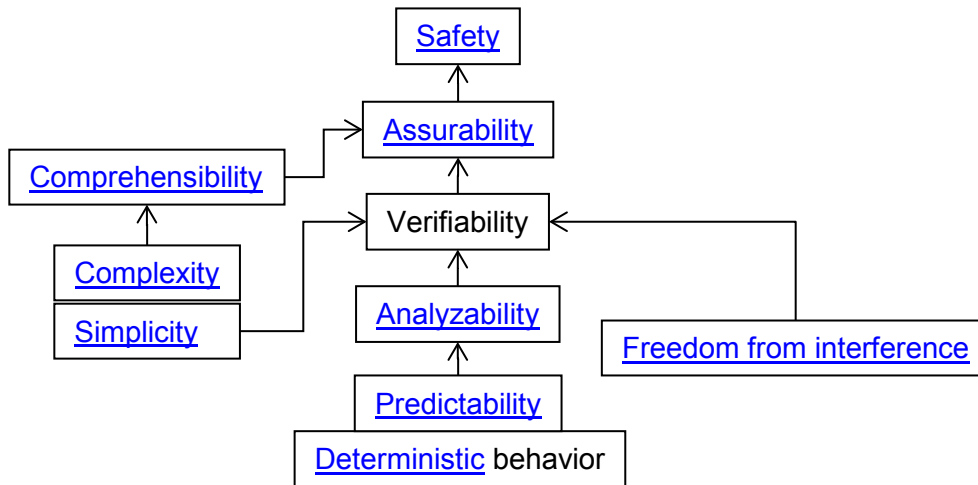 Safety
Assurability
Comprehensibility
Verifiability
Complexity
Analyzability
Simplicity
Freedom from interference
Predictability
Deterministic behavior